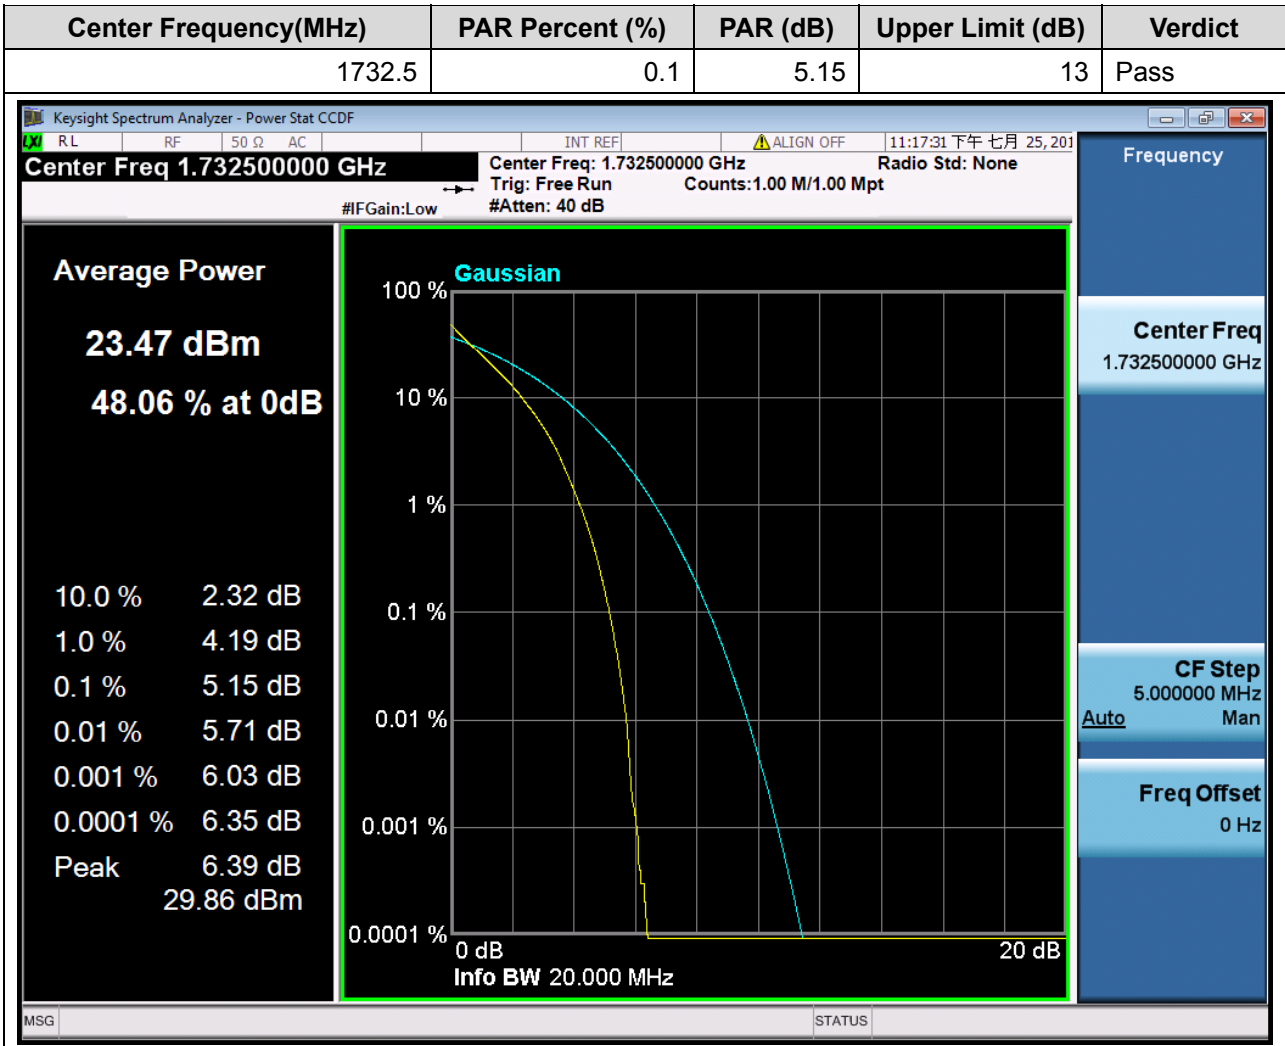 Center Frequency(MHz) PAR Percent (%) PAR (dB) Upper Limit (dB) Verdict
1732.5 0.1 5.15 13 Pass
Keysight Spectrum Analyzer - Power Stat CCDF
LXI RL RF 50 Ω AC INT REF ALIGN OFF 11:17:31 下午 七月 25, 201
Center Freq 1.732500000 GHz
Center Freq: 1.732500000 GHz Radio Std: None
Trig: Free Run Counts:1.00 M/1.00 Mpt
#IFGain:Low #Atten: 40 dB
Frequency
Average Power
23.47 dBm
48.06 % at 0dB
10.0 % 2.32 dB
1.0 % 4.19 dB
0.1 % 5.15 dB
0.01 % 5.71 dB
0.001 % 6.03 dB
0.0001 % 6.35 dB
Peak 6.39 dB
29.86 dBm
Gaussian
100 %
10 %
1 %
0.1 %
0.01 %
0.001 %
0.0001 %
0 dB 20 dB
Info BW 20.000 MHz
Center Freq
1.732500000 GHz
CF Step
5.000000 MHz
Auto Man
Freq Offset
0 Hz
MSG STATUS